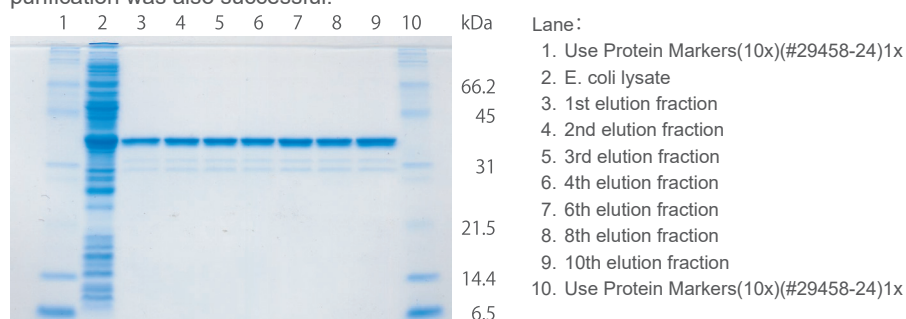 purification was also successful.
1 2 3 4 5 6 7 8 9 10 kDa
66.2
45
31
21.5
14.4
6.5
Lane：
1. Use Protein Markers(10x)(#29458-24)1x
2. E. coli lysate
3. 1st elution fraction
4. 2nd elution fraction
5. 3rd elution fraction
6. 4th elution fraction
7. 6th elution fraction
8. 8th elution fraction
9. 10th elution fraction
10. Use Protein Markers(10x)(#29458-24)1x